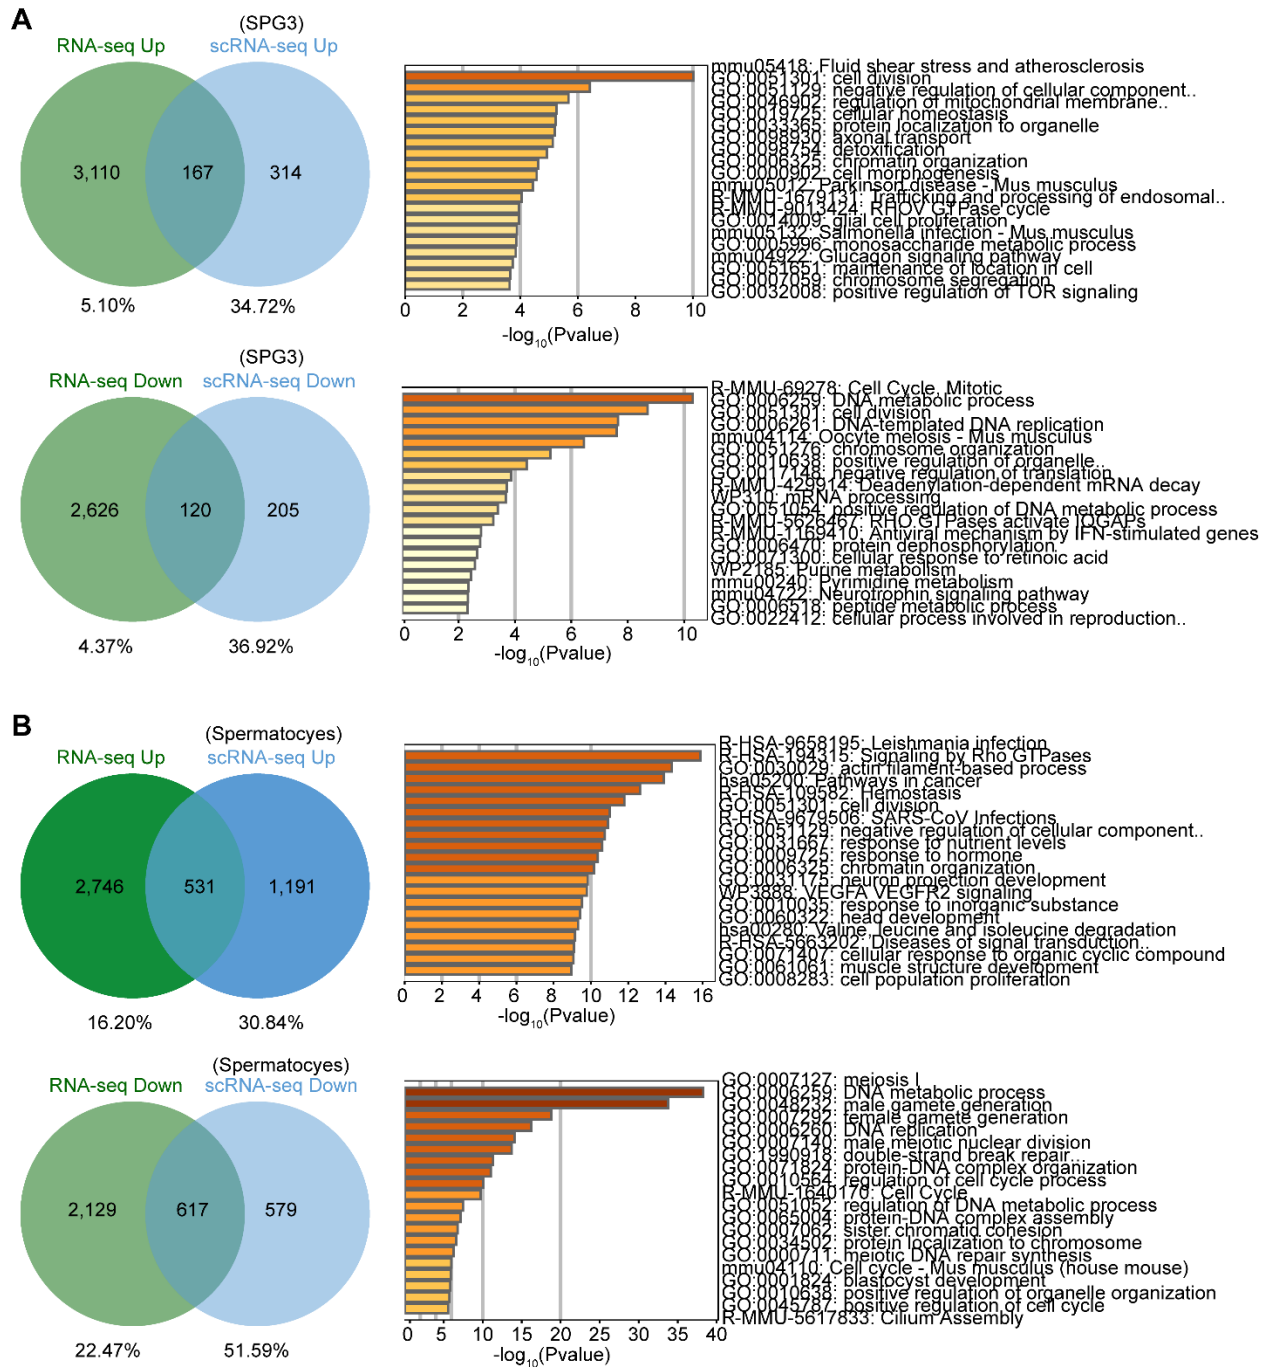 A
(SPG3)
RNA-seq Up
scRNA-seq Up
3,110
167
314
5.10%
34.72%
mmu05418: Fluid shear stress and atherosclerosis
GO:0051301: cell division
GO:0051129: negative regulation of cellular component..
GO:0046902: regulation of mitochondrial membrane..
GO:0019725: cellular homeostasis
GO:0033365: protein localization to organelle
GO:0098930: axonal transport
GO:0098754: detoxification
GO:0006325: chromatin organization
GO:0000902: cell morphogenesis
mmu05012: Parkinson disease - Mus musculus
R-MMU-1679131: Trafficking and processing of endosomal..
R-MMU-9013424: RHOV GTPase cycle
GO:0014009: glial cell proliferation
mmu05132: Salmonella infection - Mus musculus
GO:0005996: monosaccharide metabolic process
mmu04922: Glucagon signaling pathway
GO:0051651: maintenance of location in cell
GO:0007059: chromosome segregation
GO:0032008: positive regulation of TOR signaling
0 2 4 6 8 10
-log10(Pvalue)
(SPG3)
RNA-seq Down
scRNA-seq Down
2,626
120
205
4.37%
36.92%
R-MMU-69278: Cell Cycle, Mitotic
GO:0006259: DNA metabolic process
GO:0051301: cell division
GO:0006261: DNA-templated DNA replication
mmu04114: Oocyte meiosis - Mus musculus
GO:0051276: chromosome organization
GO:0010638: positive regulation of organelle..
GO:0017148: negative regulation of translation
R-MMU-429914: Deadenylation-dependent mRNA decay
WP310: mRNA processing
GO:0051054: positive regulation of DNA metabolic process
R-MMU-5626467: RHO GTPases activate IQGAPs
R-MMU-1169410: Antiviral mechanism by IFN-stimulated genes
GO:0006470: protein dephosphorylation
GO:0071300: cellular response to retinoic acid
WP2185: Purine metabolism
mmu00240: Pyrimidine metabolism
mmu04722: Neurotrophin signaling pathway
GO:0006518: peptide metabolic process
GO:0022412: cellular process involved in reproduction..
0 2 4 6 8 10
-log10(Pvalue)
B
(Spermatocyes)
RNA-seq Up
scRNA-seq Up
2,746
531
1,191
16.20%
30.84%
R-HSA-9658195: Leishmania infection
R-HSA-194315: Signaling by Rho GTPases
GO:0030029: actin filament-based process
hsa05200: Pathways in cancer
R-HSA-109582: Hemostasis
GO:0051301: cell division
R-HSA-9679506: SARS-CoV Infections
GO:0051129: negative regulation of cellular component..
GO:0031667: response to nutrient levels
GO:0009725: response to hormone
GO:0006325: chromatin organization
GO:0031175: neuron projection development
WP3888: VEGFA VEGFR2 signaling
GO:0010035: response to inorganic substance
GO:0060322: head development
hsa00280: Valine, leucine and isoleucine degradation
R-HSA-5663202: Diseases of signal transduction..
GO:0071407: cellular response to organic cyclic compound
GO:0061061: muscle structure development
GO:0008283: cell population proliferation
0 2 4 6 8 10 12 14 16
-log10(Pvalue)
(Spermatocyes)
RNA-seq Down
scRNA-seq Down
2,129
617
579
22.47%
51.59%
GO:0007127: meiosis I
GO:0006259: DNA metabolic process
GO:0048232: male gamete generation
GO:0007292: female gamete generation
GO:0006260: DNA replication
GO:0007140: male meiotic nuclear division
GO:1990918: double-strand break repair...
GO:0071824: protein-DNA complex organization
GO:0010564: regulation of cell cycle process
R-MMU-1640170: Cell Cycle
GO:0051052: regulation of DNA metabolic process
GO:0065004: protein-DNA complex assembly
GO:0007062: sister chromatid cohesion
GO:0034502: protein localization to chromosome
GO:0000711: meiotic DNA repair synthesis
mmu04110: Cell cycle - Mus musculus (house mouse)
GO:0001824: blastocyst development
GO:0010638: positive regulation of organelle organization
GO:0045787: positive regulation of cell cycle
R-MMU-5617833: Cilium Assembly
0 5 10 15 20 25 30 35 40
-log10(Pvalue)